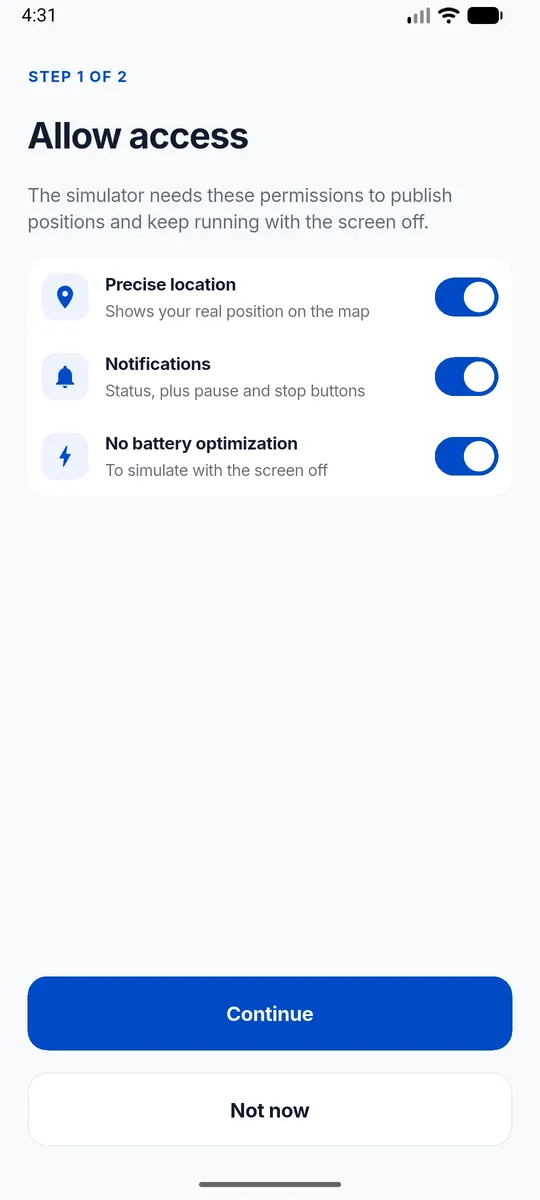 4:31
STEP 1 OF 2
Allow access
The simulator needs these permissions to publish
positions and keep running with the screen off.
Precise location
Shows your real position on the map
Notifications
Status, plus pause and stop buttons
No battery optimization
To simulate with the screen off
Continue
Not now